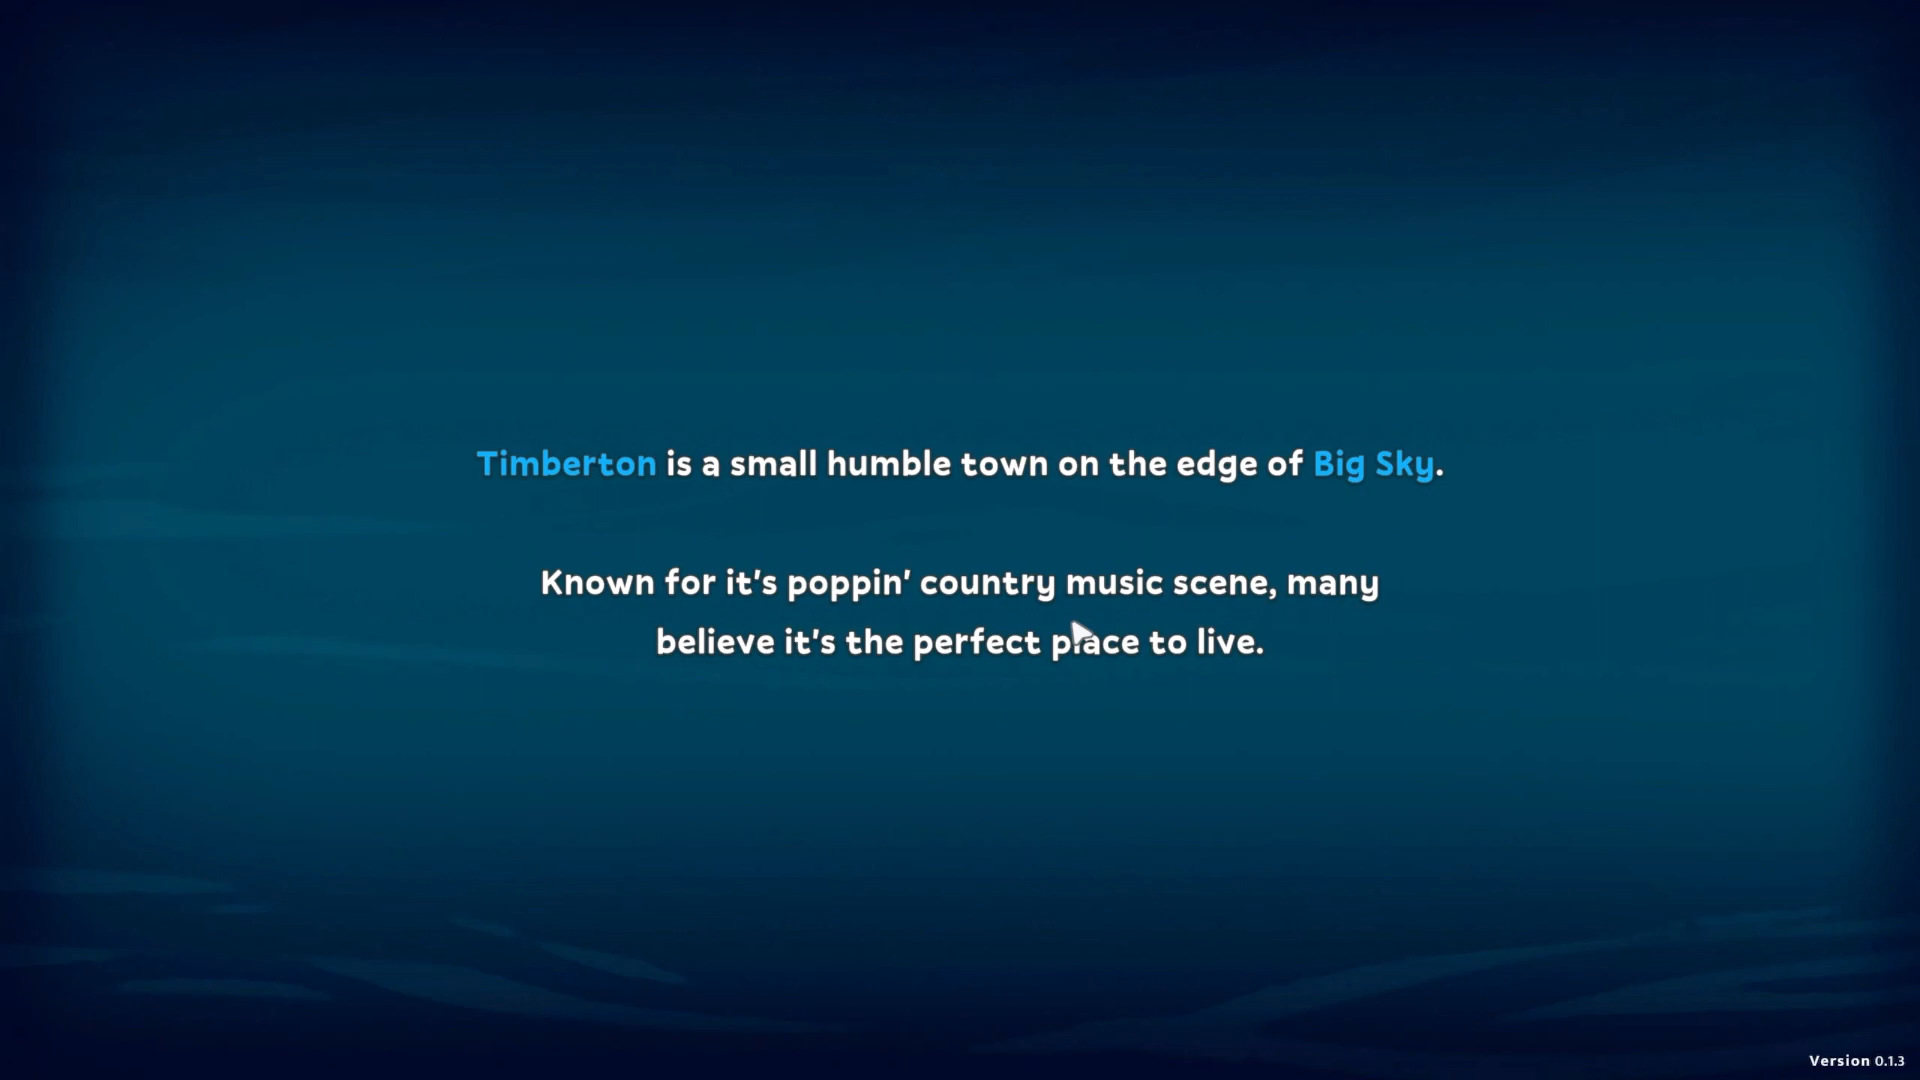 Timberton is a small humble town on the edge of Big Sky.
Known for it's poppin' country music scene, many
believe it's the perfect place to live.
Version 0.1.3